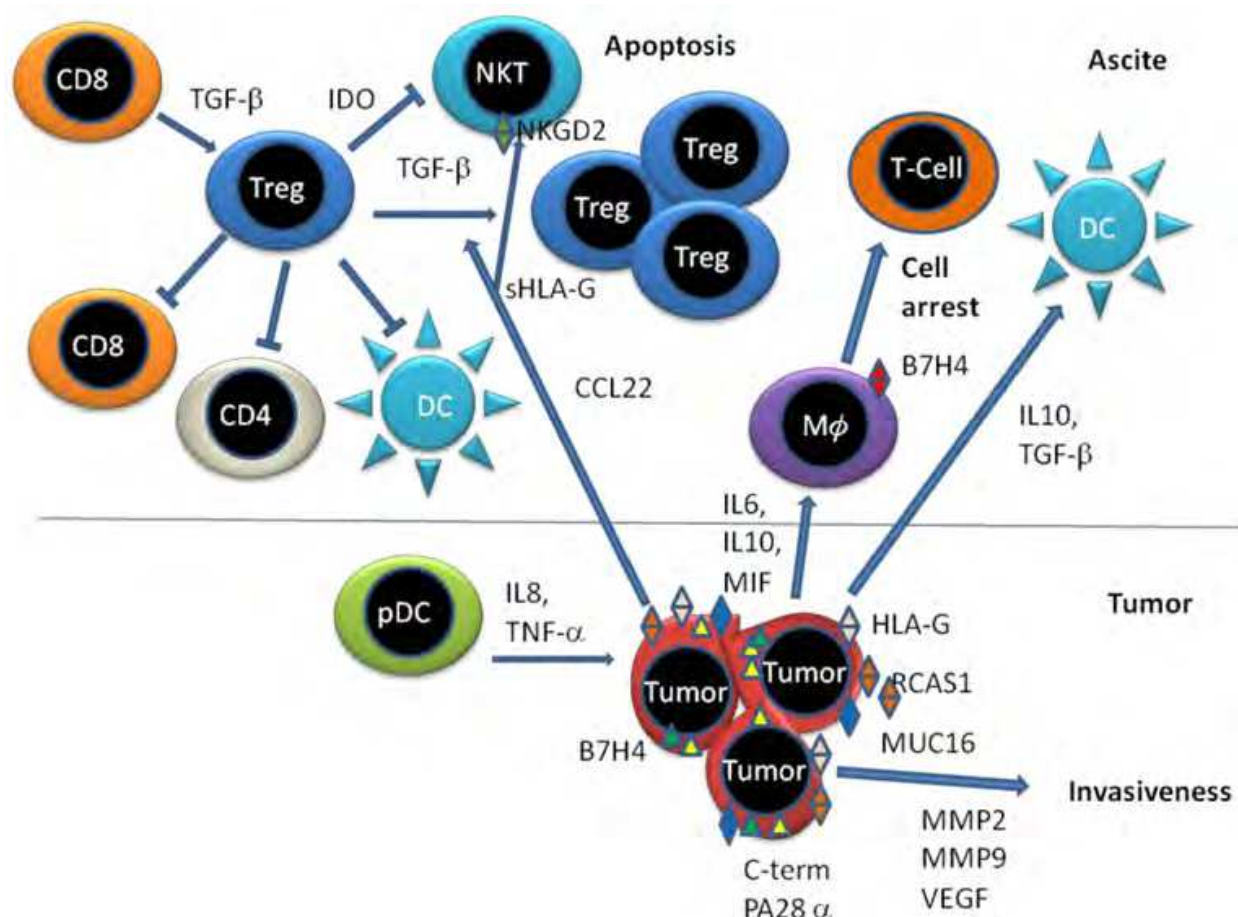 Apoptosis
Ascite
CD8
TGF-β
IDO
NKT
NKGD2
Treg
TGF-β
Treg
Treg
Treg
T-Cell
DC
sHLA-G
Cell
arrest
CD8
CD4
DC
CCL22
B7H4
Mϕ
IL10,
TGF-β
IL6,
IL10,
MIF
pDC
IL8,
TNF-α
Tumor
HLA-G
Tumor
Tumor
RCAS1
B7H4
MUC16
Tumor
Invasiveness
MMP2
MMP9
VEGF
C-term
PA28 α